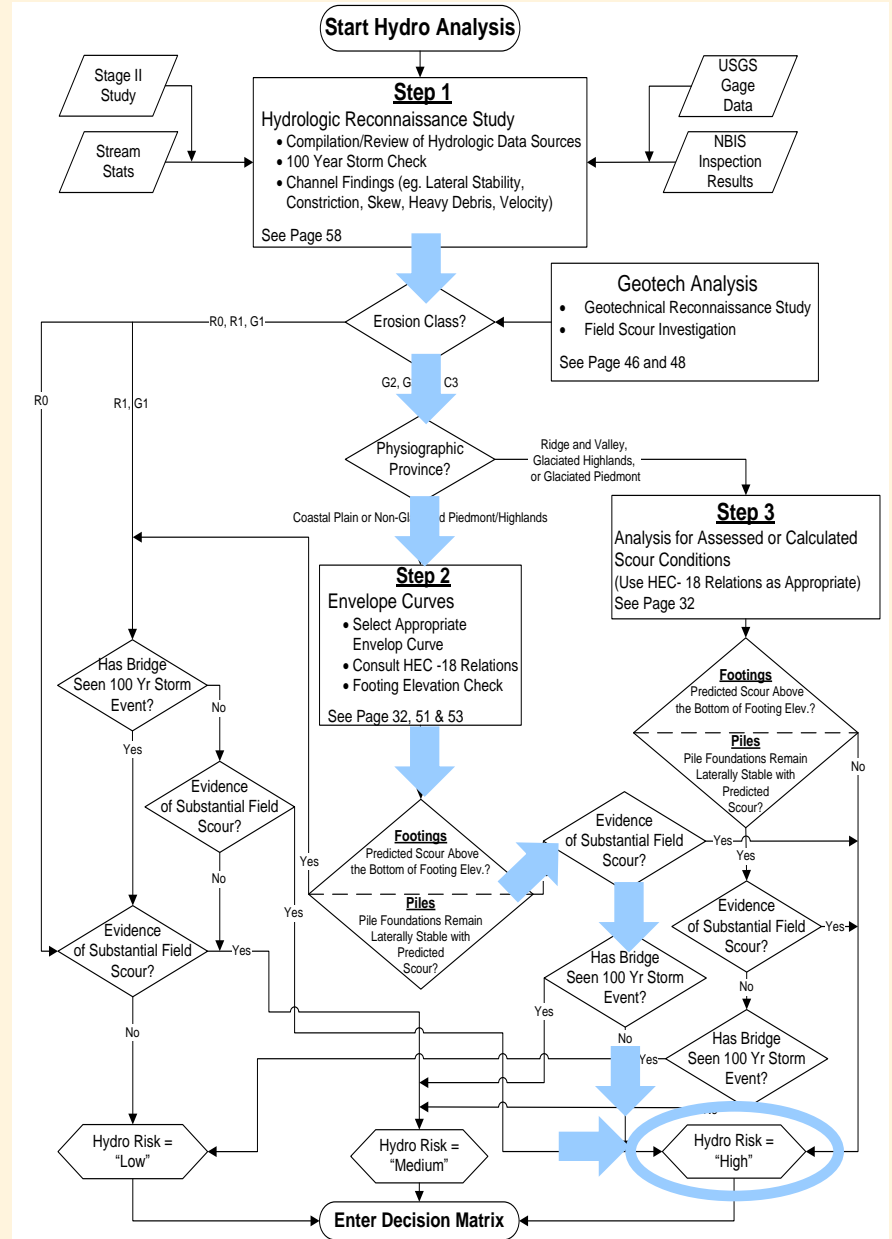 Start Hydro Analysis
Stage II
Study
Stream
Stats
USGS
Gage
Data
NBIS
Inspection
Results
Step 1
Hydrologic Reconnaissance Study
• Compilation/Review of Hydrologic Data Sources
• 100 Year Storm Check
• Channel Findings (eg. Lateral Stability,
Constriction, Skew, Heavy Debris, Velocity)
See Page 58
Geotech Analysis
• Geotechnical Reconnaissance Study
• Field Scour Investigation
See Page 46 and 48
Erosion Class?
R0, R1, G1
R0
R1, G1
G2, G C3
Physiographic
Province?
Ridge and Valley,
Glaciated Highlands,
or Glaciated Piedmont
Coastal Plain or Non-Gl d Piedmont/Highlands
Step 2
Envelope Curves
• Select Appropriate
Envelop Curve
• Consult HEC -18 Relations
• Footing Elevation Check
See Page 32, 51 & 53
Step 3
Analysis for Assessed or Calculated
Scour Conditions
(Use HEC- 18 Relations as Appropriate)
See Page 32
Has Bridge
Seen 100 Yr Storm
Event?
No
Yes
Evidence
of Substantial Field
Scour?
No
Yes
Evidence
of Substantial Field
Scour?
Yes
No
Footings
Predicted Scour Above
the Bottom of Footing Elev.?
Piles
Pile Foundations Remain
Laterally Stable with
Predicted
Scour?
Yes
Evidence
of Substantial Field
Scour?
Yes
Has Bridge
Seen 100 Yr Storm
Event?
Yes
No
Footings
Predicted Scour Above
the Bottom of Footing Elev.?
Piles
Pile Foundations Remain
Laterally Stable with
Predicted
Scour?
No
Yes
Evidence
of Substantial Field
Scour?
Yes
No
Has Bridge
Seen 100 Yr Storm
Event?
Yes
Hydro Risk =
“Low”
Hydro Risk =
“Medium”
Hydro Risk =
“High”
Enter Decision Matrix